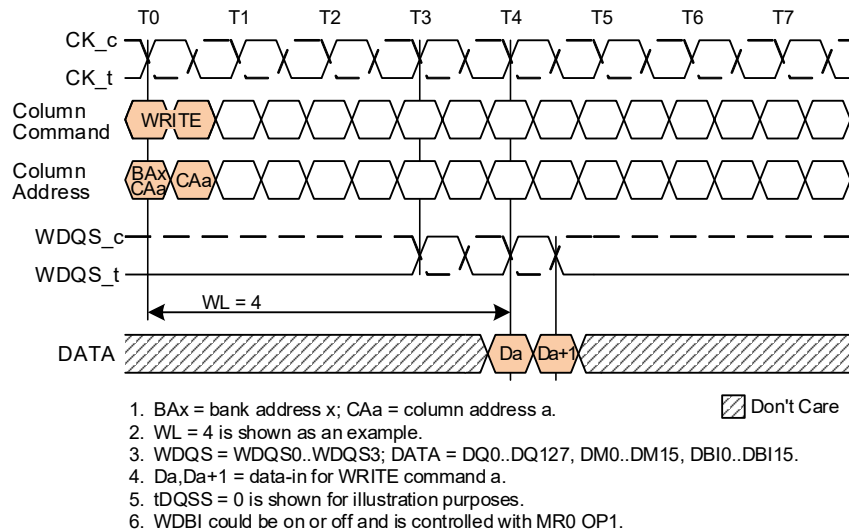 T0 T1 T2 T3 T4 T5 T6 T7
CK_c
CK_t
Column
Command
WRITE
Column
Address
BAx
CAa
CAa
WDQS_c
WDQS_t
WL = 4
DATA
Da
Da+1
Don't Care
1. BAx = bank address x; CAa = column address a.
2. WL = 4 is shown as an example.
3. WDQS = WDQS0..WDQS3; DATA = DQ0..DQ127, DM0..DM15, DBI0..DBI15.
4. Da,Da+1 = data-in for WRITE command a.
5. tDQSS = 0 is shown for illustration purposes.
6. WDBI could be on or off and is controlled with MR0 OP1.